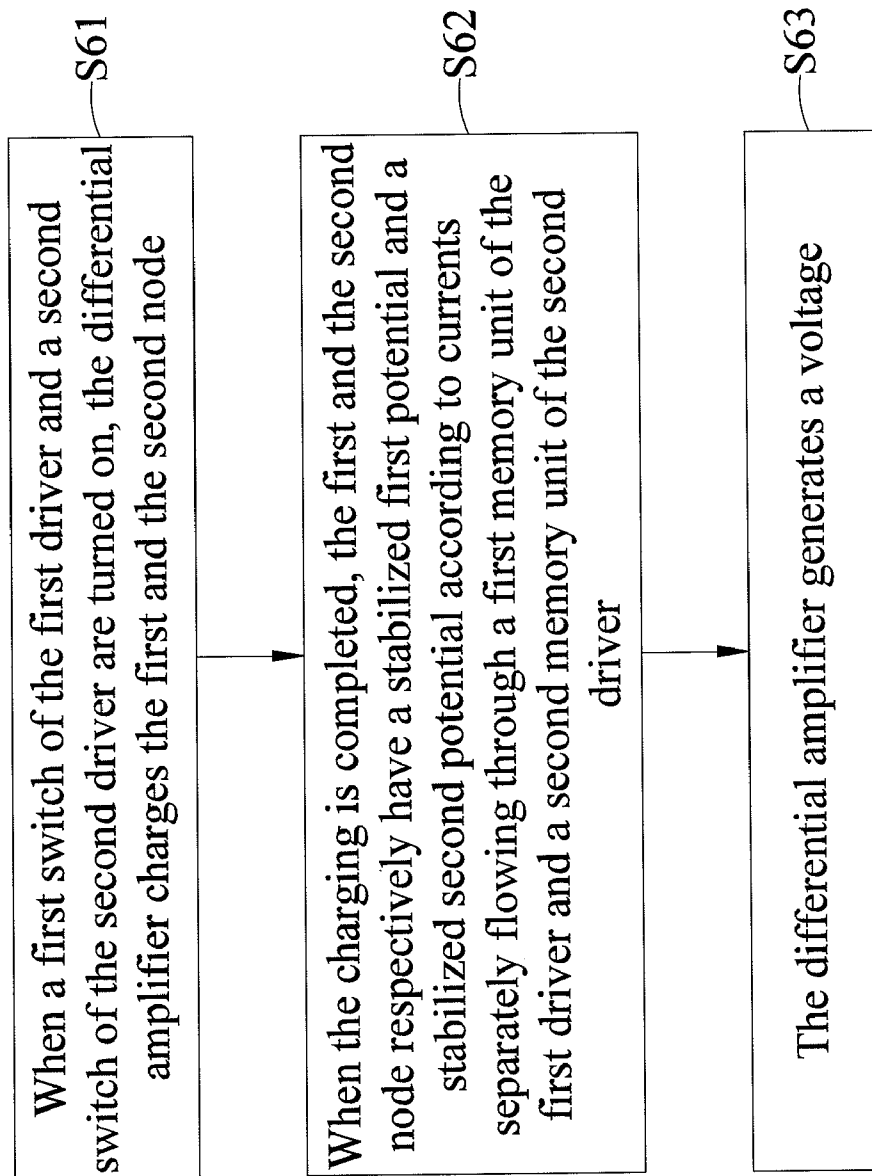 When a first switch of the first driver and a second
switch of the second driver are turned on, the differential
amplifier charges the first and the second node
S61
When the charging is completed, the first and the second
node respectively have a stabilized first potential and a
stabilized second potential according to currents
separately flowing through a first memory unit of the
first driver and a second memory unit of the second
driver
S62
The differential amplifier generates a voltage
S63